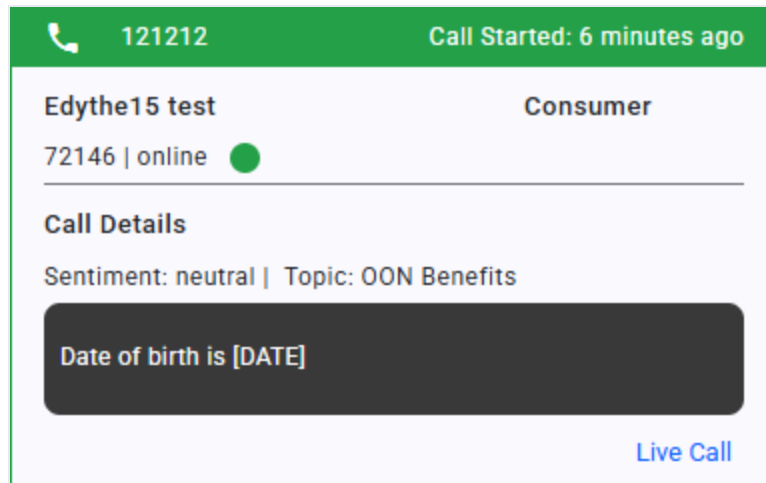 121212 Call Started: 6 minutes ago
Edythe15 test Consumer
72146 | online
Call Details
Sentiment: neutral | Topic: OON Benefits
Date of birth is [DATE]
Live Call